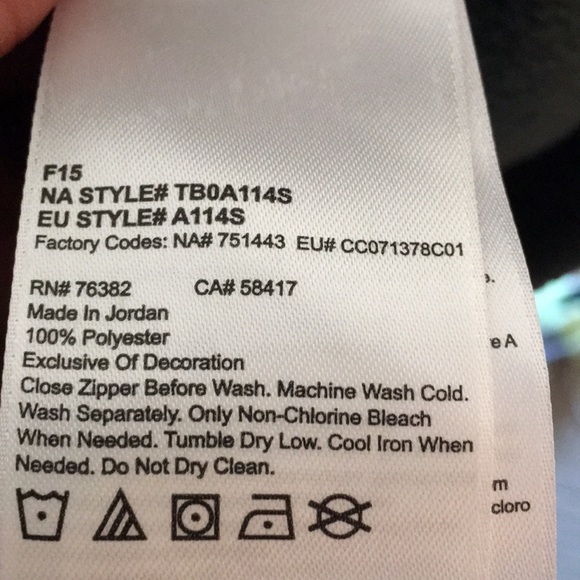 F15
NA STYLE# TB0A114S
EU STYLE# A114S
Factory Codes: NA# 751443 EU# CC071378C01
RN# 76382 CA# 58417
Made In Jordan
100% Polyester
Exclusive Of Decoration
Close Zipper Before Wash. Machine Wash Cold.
Wash Separately. Only Non-Chlorine Bleach
When Needed. Tumble Dry Low. Cool Iron When
Needed. Do Not Dry Clean.
e A
m
cloro